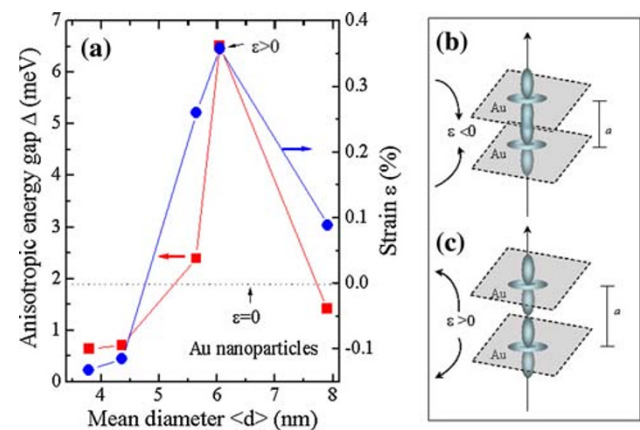 (a)
ε>0
ε=0
Au nanoparticles
Anisotropic energy gap Δ (meV)
7
6
5
4
3
2
1
0
Strain ε (%)
0.4
0.3
0.2
0.1
0.0
-0.1
4 5 6 7 8
Mean diameter <d> (nm)
(b)
Au
ε <0
Au
a
(c)
Au
ε >0
Au
a